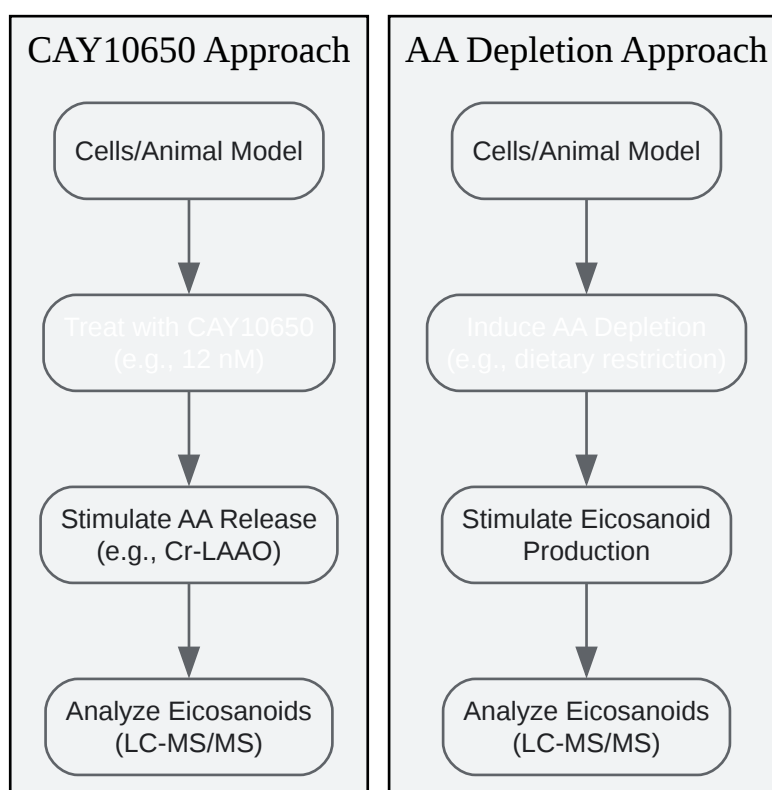 CAY10650 Approach
Cells/Animal Model
Treat with CAY10650
(e.g., 12 nM)
Stimulate AA Release
(e.g., Cr-LAAO)
Analyze Eicosanoids
(LC-MS/MS)
AA Depletion Approach
Cells/Animal Model
Induce AA Depletion
(e.g., dietary restriction)
Stimulate Eicosanoid
Production
Analyze Eicosanoids
(LC-MS/MS)